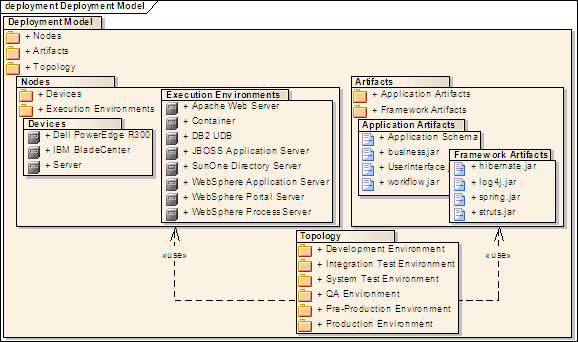 deployment Deployment Model
Deployment Model
+ Nodes
+ Artifacts
+ Topology
Nodes
+ Devices
+ Execution Environments
Devices
+ Dell PowerEdge R300
+ IBM BladeCenter
+ Server
Execution Environments
+ Apache Web Server
+ Container
+ DB2 UDB
+ JBOSS Application Server
+ SunOne Directory Server
+ WebSphere Application Server
+ WebSphere Portal Server
+ WebSphere Process Server
Artifacts
+ Application Artifacts
+ Framework Artifacts
Application Artifacts
+ Application Schema
+ business.jar
+ UserInterface.
+ workflow.jar
Framework Artifacts
+ hibernate.jar
+ log4j.jar
+ spring.jar
+ struts.jar
Topology
+ Development Environment
+ Integration Test Environment
+ System Test Environment
+ QA Environment
+ Pre-Production Environment
+ Production Environment
«use»
«use»